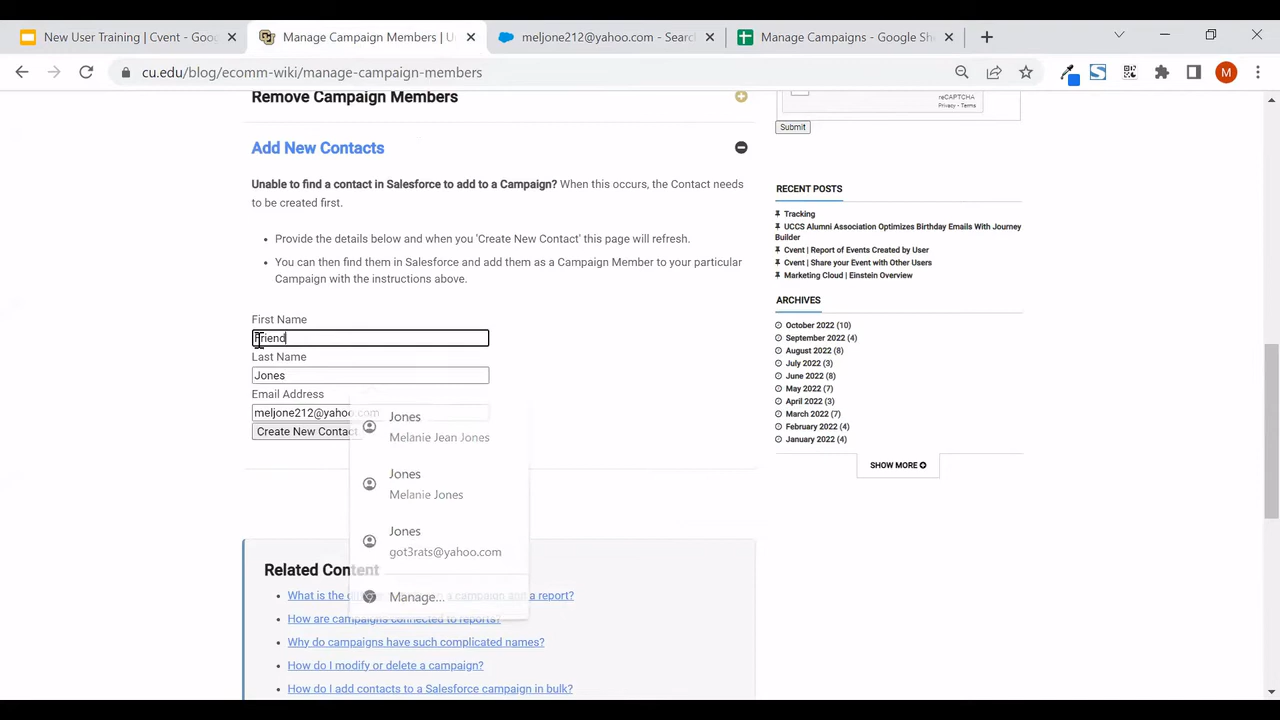 New User Training | Cvent - Goo
Manage Campaign Members | U
meljone212@yahoo.com - Searc
Manage Campaigns - Google She
cu.edu/blog/ecomm-wiki/manage-campaign-members
M
Remove Campaign Members
reCAPTCHA
Privacy - Terms
Submit
Add New Contacts
Unable to find a contact in Salesforce to add to a Campaign? When this occurs, the Contact needs
to be created first.
Provide the details below and when you 'Create New Contact' this page will refresh.
You can then find them in Salesforce and add them as a Campaign Member to your particular
Campaign with the instructions above.
First Name
Friend
Last Name
Jones
Email Address
meljone212@yahoo.com
Create New Contact
Jones
Melanie Jean Jones
Jones
Melanie Jones
Jones
got3rats@yahoo.com
Manage...
RECENT POSTS
Tracking
UCCS Alumni Association Optimizes Birthday Emails With Journey
Builder
Cvent | Report of Events Created by User
Cvent | Share your Event with Other Users
Marketing Cloud | Einstein Overview
ARCHIVES
October 2022 (10)
September 2022 (4)
August 2022 (8)
July 2022 (3)
June 2022 (8)
May 2022 (7)
April 2022 (3)
March 2022 (7)
February 2022 (4)
January 2022 (4)
SHOW MORE
Related Content
What is the di a campaign and a report?
How are campaigns connected to reports?
Why do campaigns have such complicated names?
How do I modify or delete a campaign?
How do I add contacts to a Salesforce campaign in bulk?